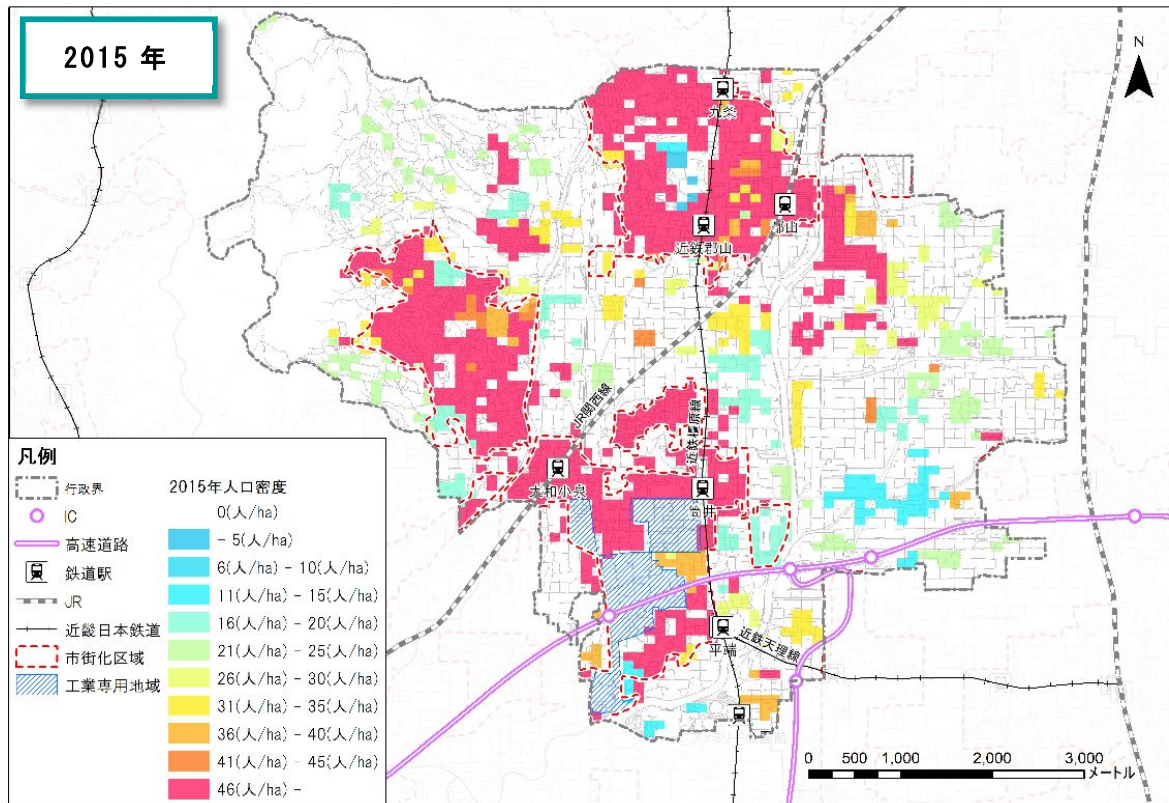 2015 年
N
九条
郡山
近鉄郡山
JR関西線
近鉄橿原線
大和小泉
平端
近鉄天理線
凡例
行政界
IC
高速道路
鉄道駅
JR
近畿日本鉄道
市街化区域
工業専用地域
2015年人口密度
0(人/ha)
- 5(人/ha)
6(人/ha) - 10(人/ha)
11(人/ha) - 15(人/ha)
16(人/ha) - 20(人/ha)
21(人/ha) - 25(人/ha)
26(人/ha) - 30(人/ha)
31(人/ha) - 35(人/ha)
36(人/ha) - 40(人/ha)
41(人/ha) - 45(人/ha)
46(人/ha) -
0 500 1,000 2,000 3,000
メートル